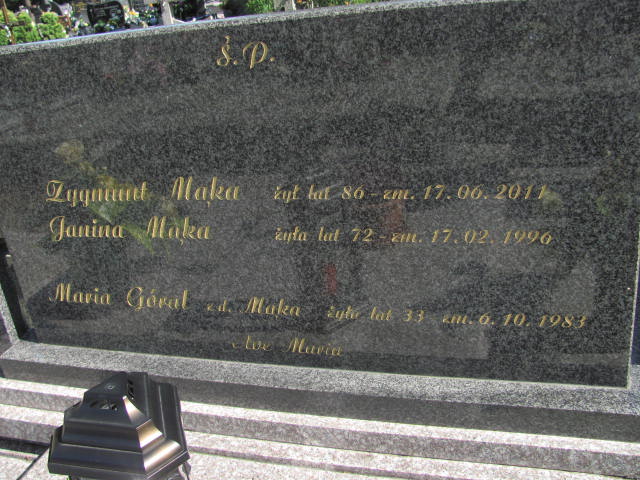 Ś.P.
Zygmunt Mąka żył lat 86 - zm. 17.06.2011
Janina Mąka żyła lat 72 - zm. 17.02.1996
Maria Góral z d. Mąka żyła lat 33 zm. 6.10.1983
Ave Maria